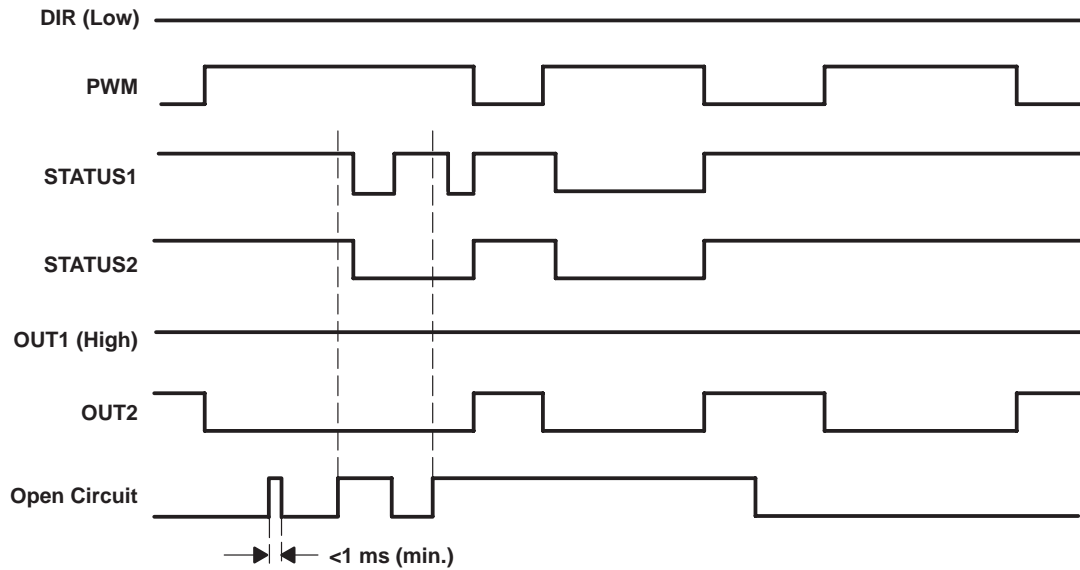 DIR (Low)
PWM
STATUS1
STATUS2
OUT1 (High)
OUT2
Open Circuit
<1 ms (min.)